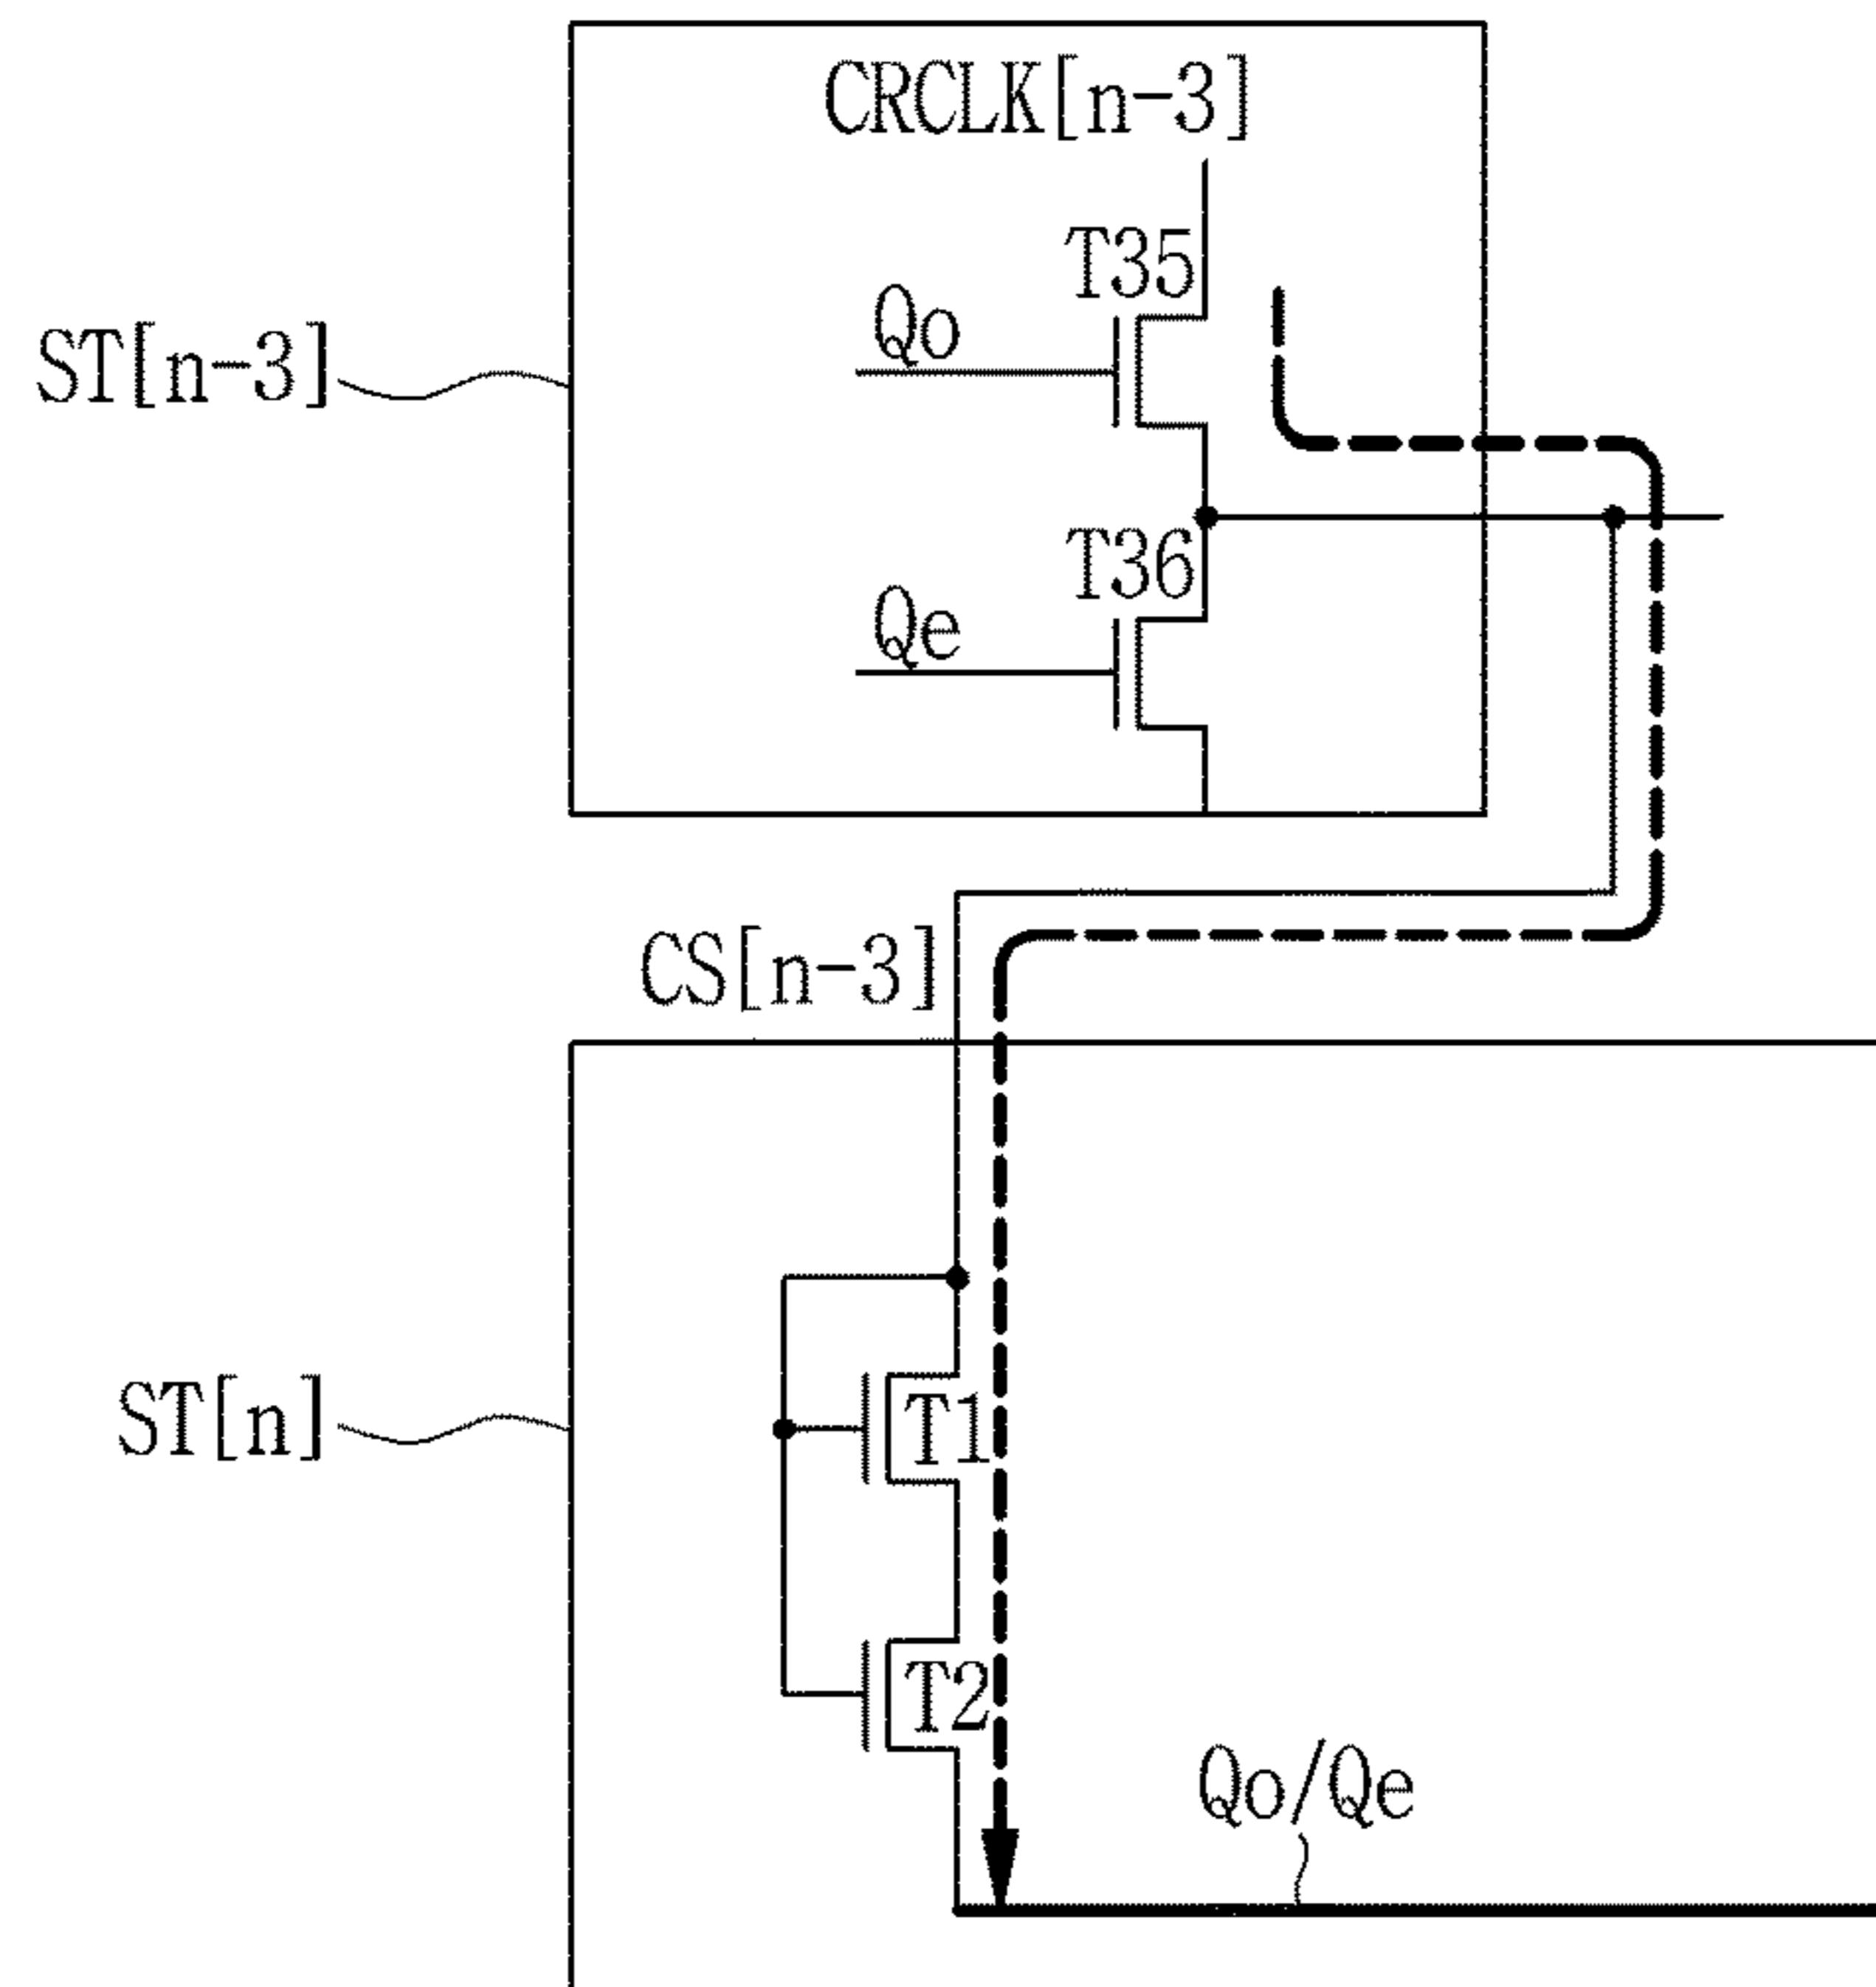 CRCLK[n-3]
T35
Qo
ST[n-3]
T36
Qe
CS[n-3]
T1
ST[n]
T2
Qo/Qe